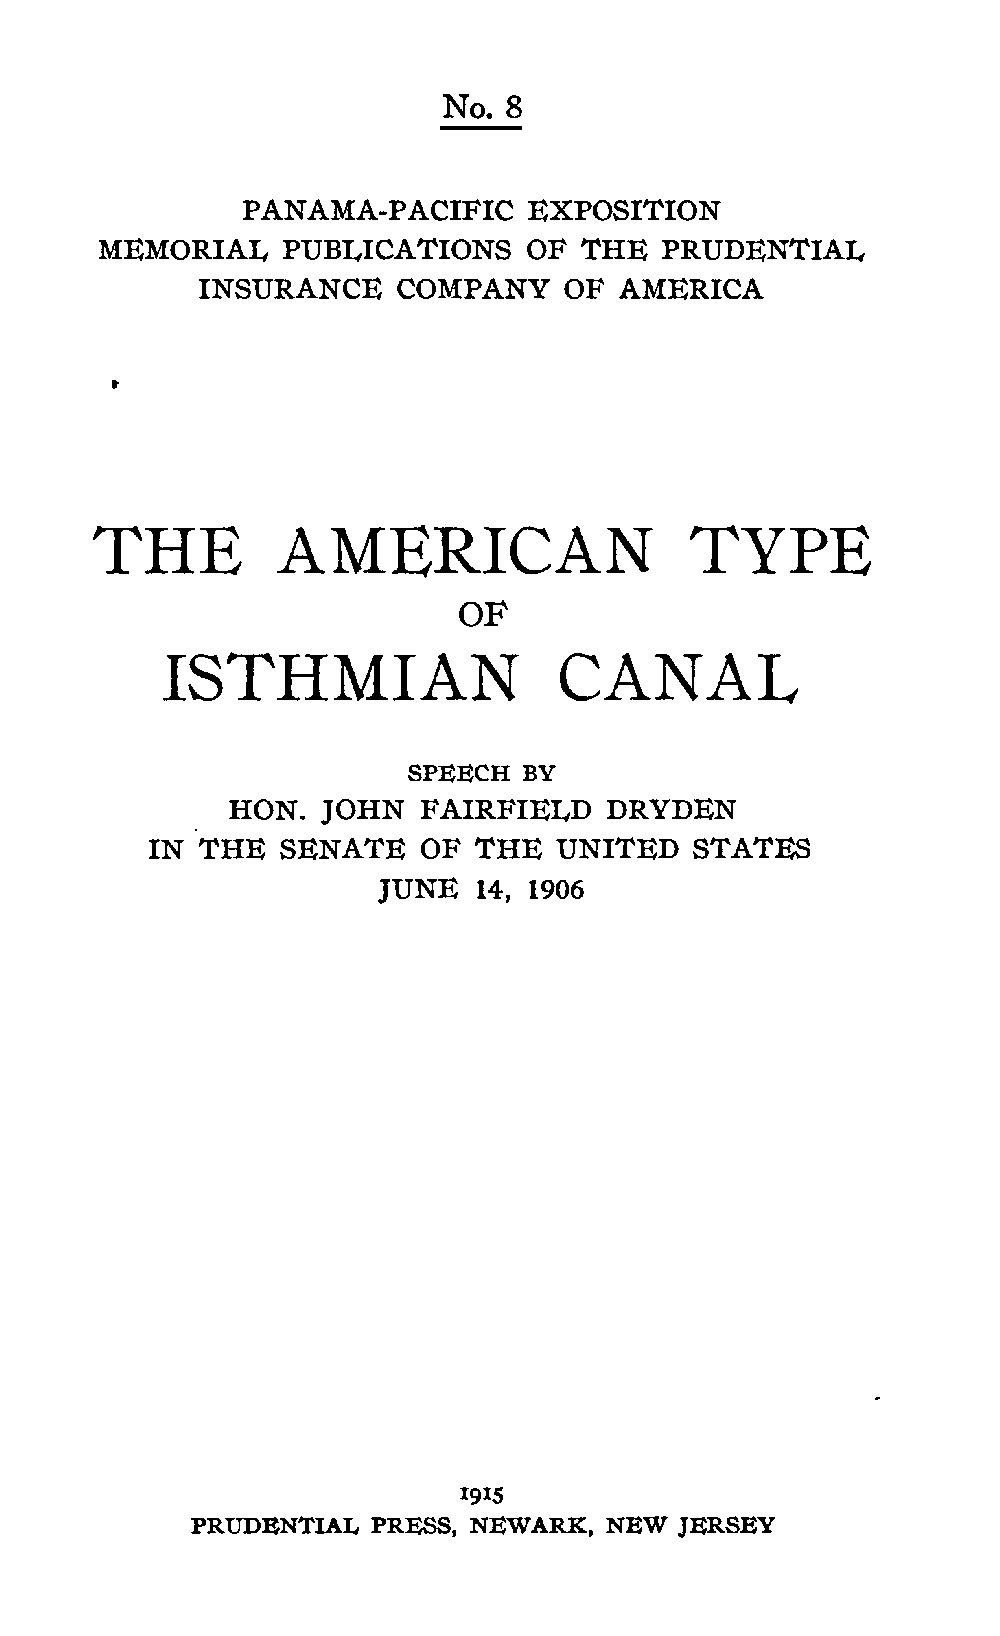 No. 8
PANAMA-PACIFIC EXPOSITION
MEMORIAL PUBLICATIONS OF THE PRUDENTIAL
INSURANCE COMPANY OF AMERICA
THE AMERICAN TYPE
OF
ISTHMIAN CANAL
SPEECH BY
HON. JOHN FAIRFIELD DRYDEN
IN THE SENATE OF THE UNITED STATES
JUNE 14, 1906
1915
PRUDENTIAL PRESS, NEWARK, NEW JERSEY